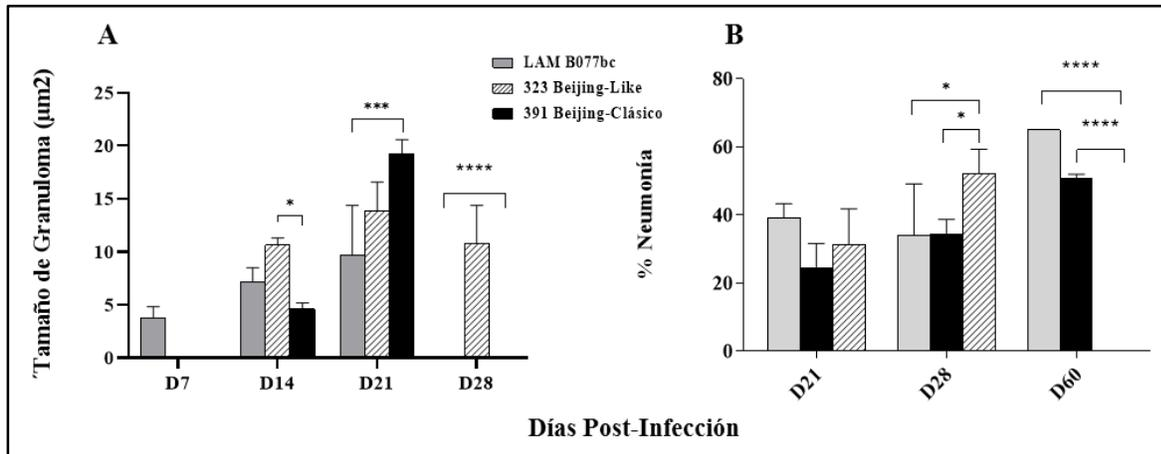 A
B
LAM B077bc
323 Beijing-Like
391 Beijing-Clásico
´Tamaño de Granuloma (µm2)
25
20
15
10
5
0
***
*
****
D7
D14
D21
D28
% Neumonía
80
60
40
20
0
*
*
****
****
D21
D28
D60
Días Post-Infección